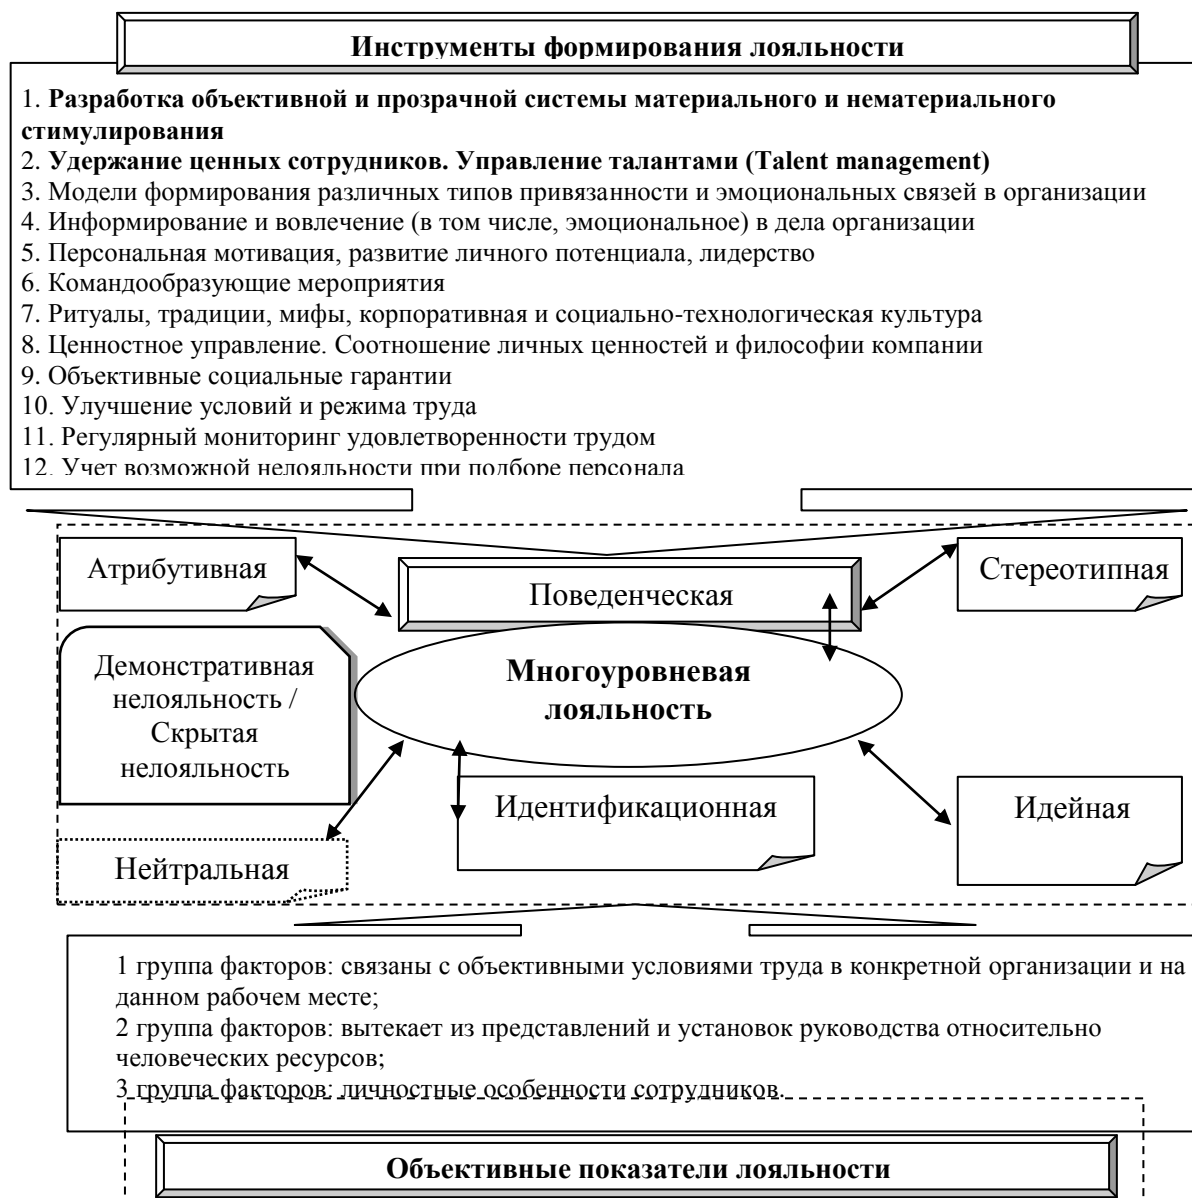 Инструменты формирования лояльности
1. Разработка объективной и прозрачной системы материального и нематериального
стимулирования
2. Удержание ценных сотрудников. Управление талантами (Talent management)
3. Модели формирования различных типов привязанности и эмоциональных связей в организации
4. Информирование и вовлечение (в том числе, эмоциональное) в дела организации
5. Персональная мотивация, развитие личного потенциала, лидерство
6. Командообразующие мероприятия
7. Ритуалы, традиции, мифы, корпоративная и социально-технологическая культура
8. Ценностное управление. Соотношение личных ценностей и философии компании
9. Объективные социальные гарантии
10. Улучшение условий и режима труда
11. Регулярный мониторинг удовлетворенности трудом
12. Учет возможной нелояльности при подборе персонала
Атрибутивная
Поведенческая
Стереотипная
Демонстративная
нелояльность /
Скрытая
нелояльность
Многоуровневая
лояльность
Нейтральная
Идентификационная
Идейная
1 группа факторов: связаны с объективными условиями труда в конкретной организации и на
данном рабочем месте;
2 группа факторов: вытекает из представлений и установок руководства относительно
человеческих ресурсов;
3 группа факторов: личностные особенности сотрудников.
Объективные показатели лояльности